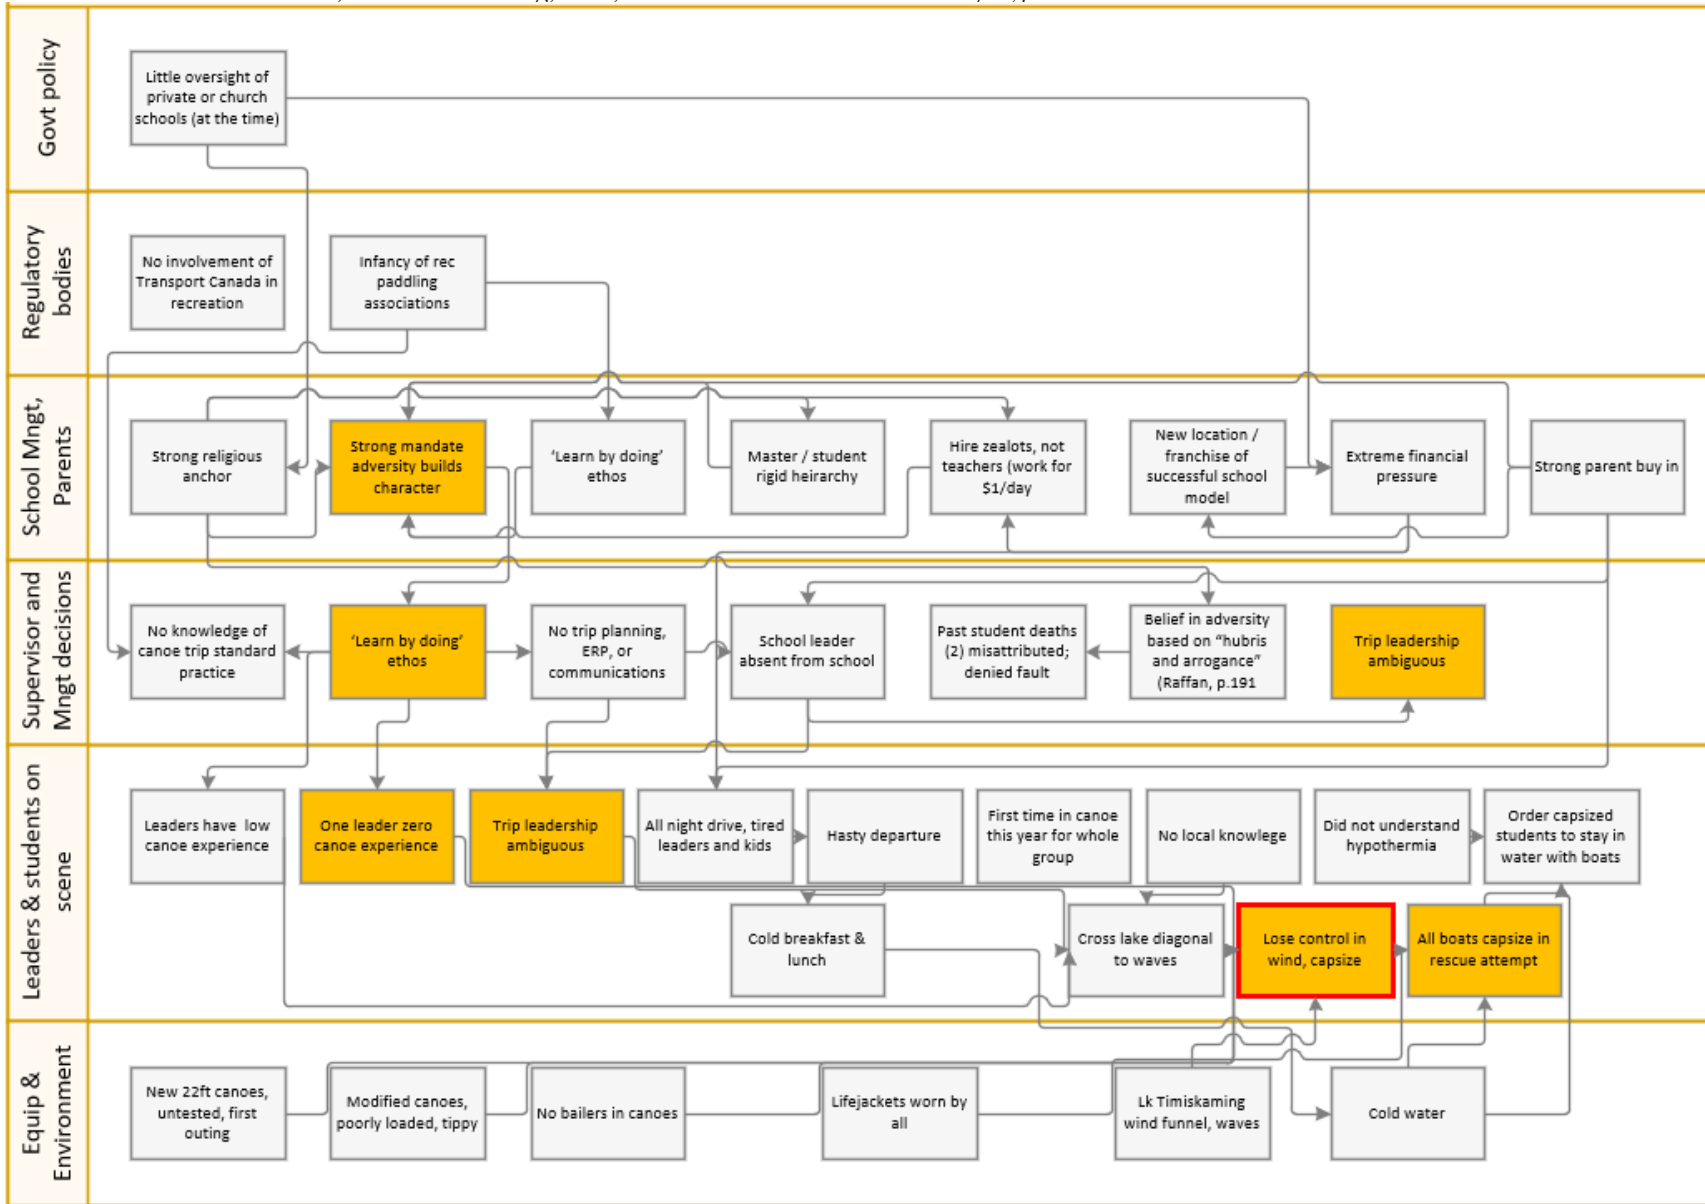 Govt policy
Little oversight of
private or church
schools (at the time)
Regulatory
bodies
No involvement of
Transport Canada in
recreation
Infancy of rec
paddling
associations
School Mngt,
Parents
Strong religious
anchor
Strong mandate
adversity builds
character
‘Learn by doing’
ethos
Master / student
rigid heirarchy
Hire zealots, not
teachers (work for
$1/day
New location /
franchise of
successful school
model
Extreme financial
pressure
Strong parent buy in
Supervisor and
Mngt decisions
No knowledge of
canoe trip standard
practice
‘Learn by doing’
ethos
No trip planning,
ERP, or
communications
School leader
absent from school
Past student deaths
(2) misattributed;
denied fault
Belief in adversity
based on “hubris
and arrogance”
(Raffan, p.191
Trip leadership
ambiguous
Leaders & students on
scene
Leaders have low
canoe experience
One leader zero
canoe experience
Trip leadership
ambiguous
All night drive, tired
leaders and kids
Hasty departure
First time in canoe
this year for whole
group
No local knowlege
Did not understand
hypothermia
Order capsized
students to stay in
water with boats
Cold breakfast &
lunch
Cross lake diagonal
to waves
Lose control in
wind, capsize
All boats capsize in
rescue attempt
Equip &
Environment
New 22ft canoes,
untested, first
outing
Modified canoes,
poorly loaded, tippy
No bailers in canoes
Lifejackets worn by
all
Lk Timiskaming
wind funnel, waves
Cold water